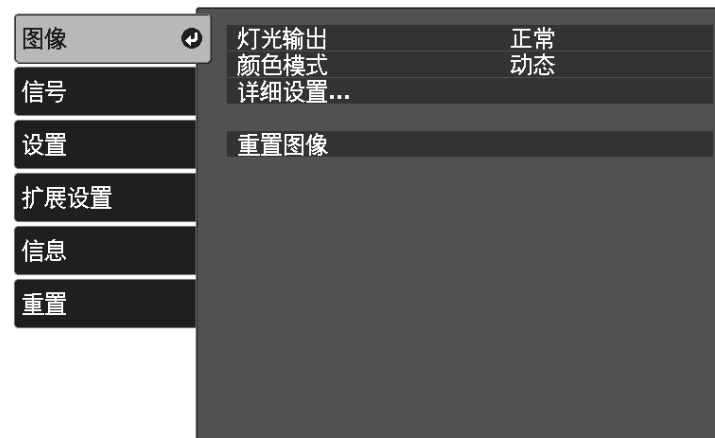 图像
信号
设置
扩展设置
信息
重置
灯光输出 正常
颜色模式 动态
详细设置...
重置图像